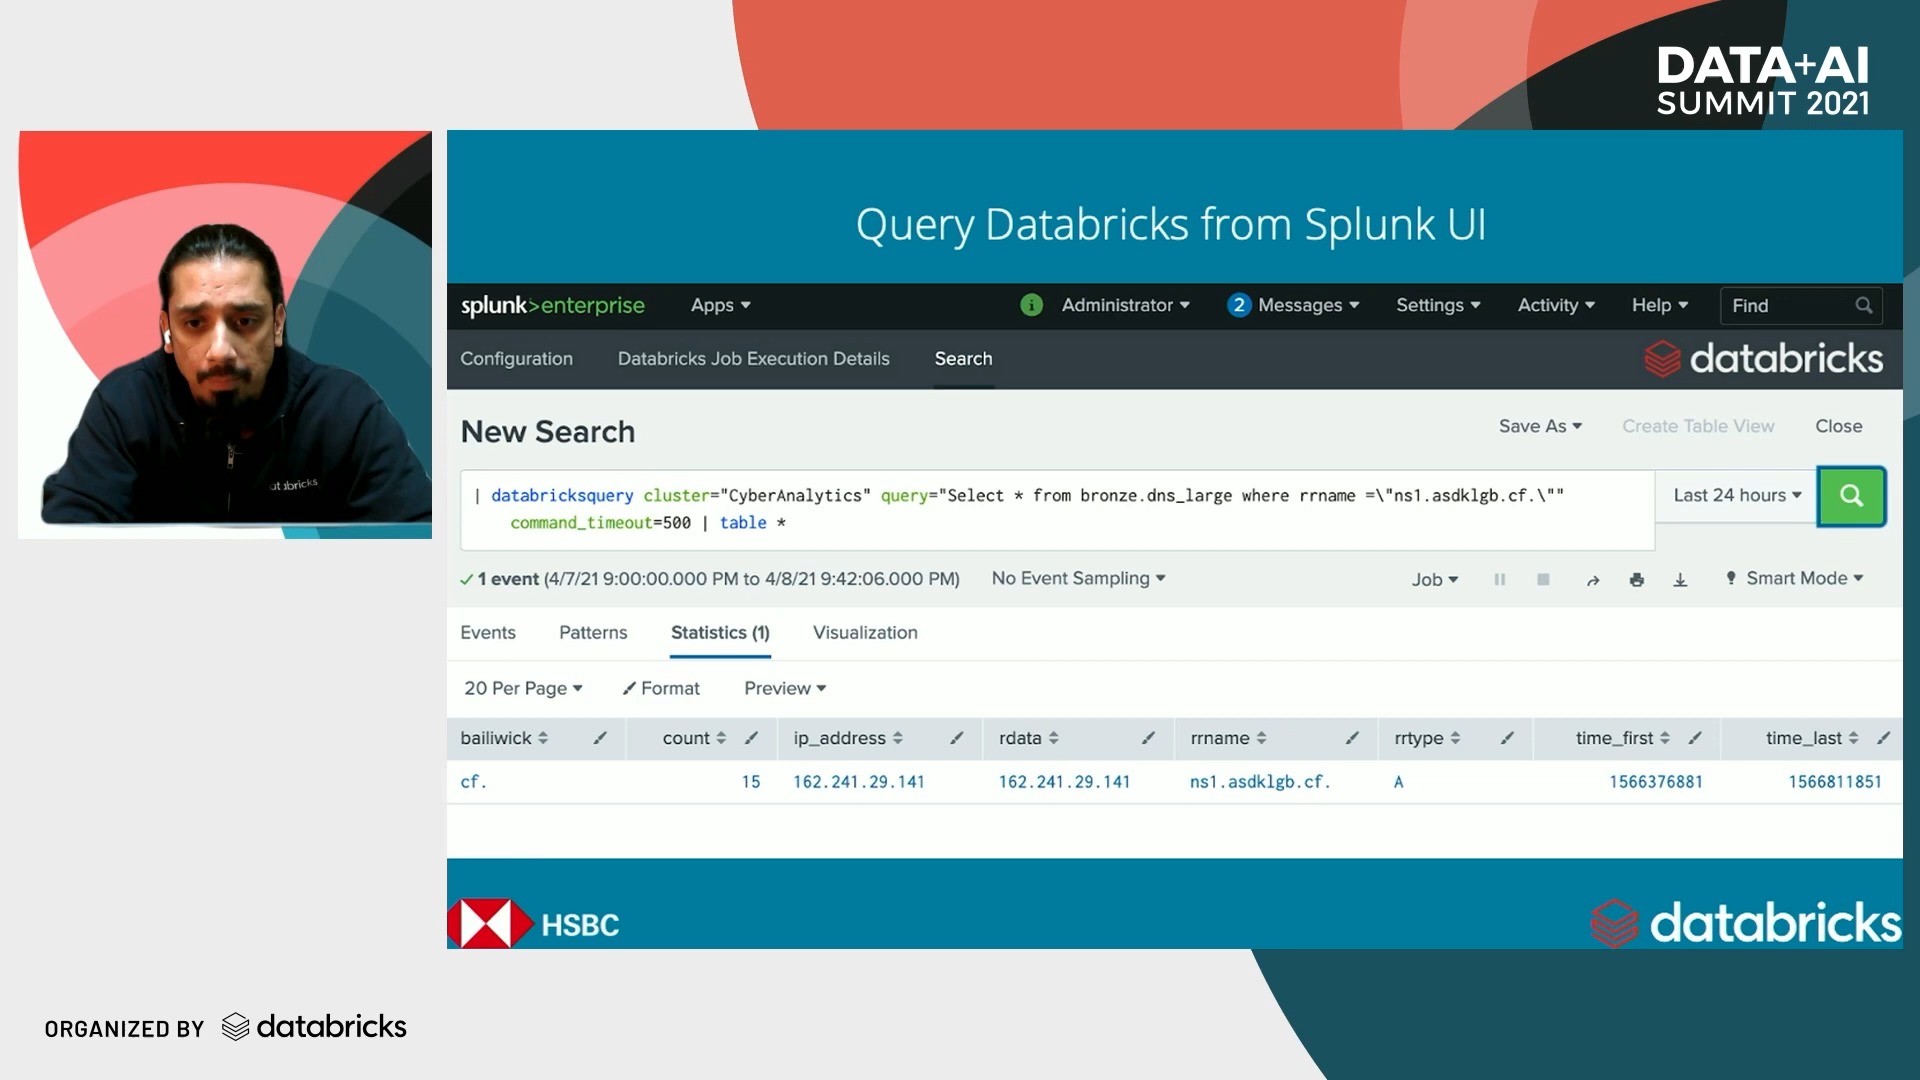 DATA+AI
SUMMIT 2021
Query Databricks from Splunk UI
splunk>enterprise Apps i Administrator 2 Messages Settings Activity Help Find
Configuration Databricks Job Execution Details Search databricks
New Search Save As Create Table View Close
| databricksquery cluster="CyberAnalytics" query="Select * from bronze.dns_large where rrname =\"ns1.asdklgb.cf.\"" Last 24 hours
command_timeout=500 | table *
1 event (4/7/21 9:00:00.000 PM to 4/8/21 9:42:06.000 PM) No Event Sampling Job Smart Mode
Events Patterns Statistics (1) Visualization
20 Per Page Format Preview
bailiwick count ip_address rdata rrname rrtype time_first time_last
cf. 15 162.241.29.141 162.241.29.141 ns1.asdklgb.cf. A 1566376881 1566811851
HSBC databricks
ORGANIZED BY databricks